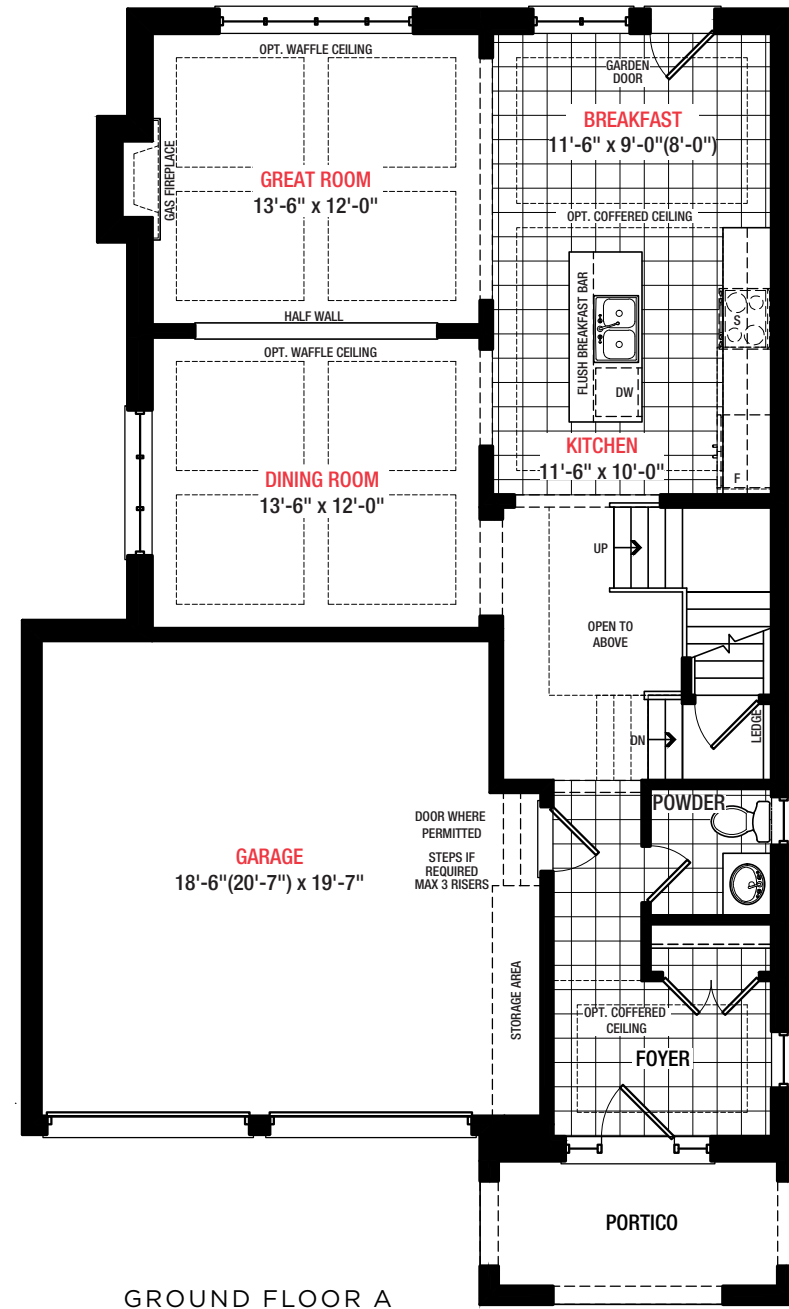 OPT. WAFFLE CEILING
GARDEN
DOOR
BREAKFAST
11'-6" x 9'-0"(8'-0")
GAS FIREPLACE
GREAT ROOM
13'-6" x 12'-0"
OPT. COFFERED CEILING
FLUSH BREAKFAST BAR
S
HALF WALL
OPT. WAFFLE CEILING
DW
KITCHEN
11'-6" x 10'-0"
F
DINING ROOM
13'-6" x 12'-0"
UP
OPEN TO
ABOVE
LEDGE
DN
POWDER
DOOR WHERE
PERMITTED
STEPS IF
REQUIRED
MAX 3 RISERS
GARAGE
18'-6"(20'-7") x 19'-7"
STORAGE AREA
OPT. COFFERED
CEILING
FOYER
PORTICO
GROUND FLOOR A